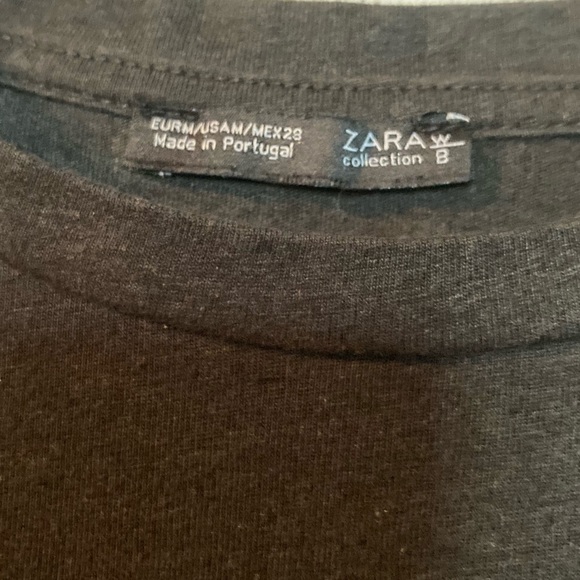 EURM/USAM/MEX28
Made in Portugal
ZARA W
collection B